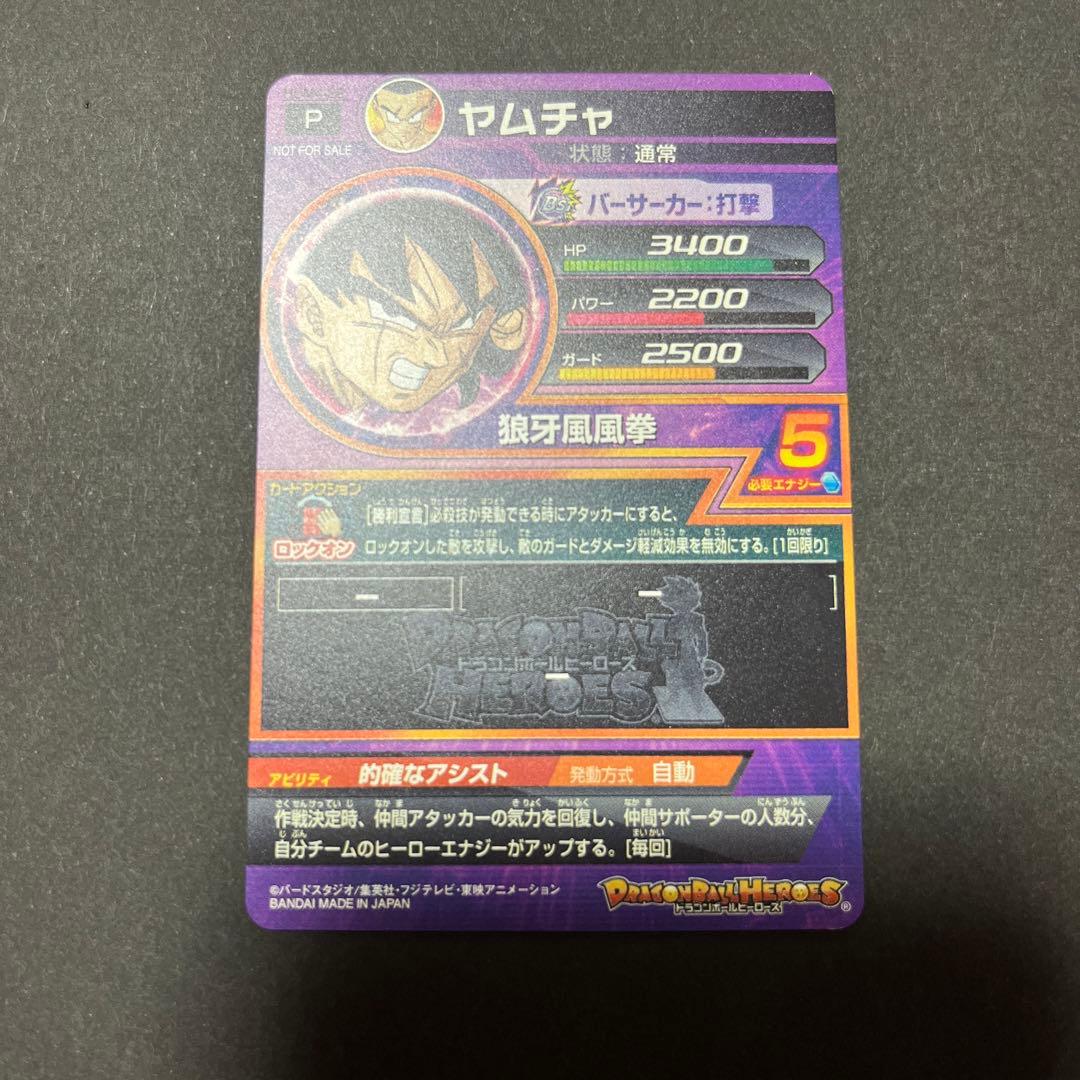 P
NOT FOR SALE
ヤムチャ
状態：通常
BS バーサーカー：打撃
HP 3400
パワー 2200
ガード 2500
狼牙風風拳
5
必要エナジー
カードアクション
ロックオン
[勝利宣言]必殺技が発動できる時にアタッカーにすると、
ロックオンした敵を攻撃し、敵のガードとダメージ軽減効果を無効にする。[1回限り]
ー [ ー ]
DRAGON BALL
ドラゴンボールヒーローズ
HEROES
ー
アビリティ 的確なアシスト 発動方式 自動
作戦決定時、仲間アタッカーの気力を回復し、仲間サポーターの人数分、
自分チームのヒーローエナジーがアップする。[毎回]
©バードスタジオ/集英社・フジテレビ・東映アニメーション
BANDAI MADE IN JAPAN
DRAGON BALL HEROES
ドラゴンボールヒーローズ ®